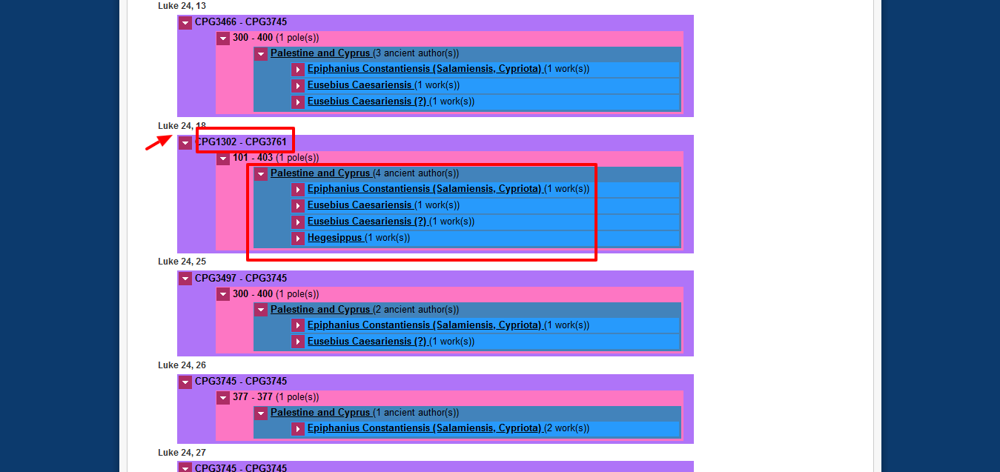 Luke 24, 13
CPG3466 - CPG3745
300 - 400 (1 pole(s))
Palestine and Cyprus (3 ancient author(s))
Epiphanius Constantiensis (Salamiensis, Cypriota) (1 work(s))
Eusebius Caesariensis (1 work(s))
Eusebius Caesariensis (?) (1 work(s))
Luke 24, 18
CPG1302 - CPG3761
101 - 403 (1 pole(s))
Palestine and Cyprus (4 ancient author(s))
Epiphanius Constantiensis (Salamiensis, Cypriota) (1 work(s))
Eusebius Caesariensis (1 work(s))
Eusebius Caesariensis (?) (1 work(s))
Hegesippus (1 work(s))
Luke 24, 25
CPG3497 - CPG3745
300 - 400 (1 pole(s))
Palestine and Cyprus (2 ancient author(s))
Epiphanius Constantiensis (Salamiensis, Cypriota) (1 work(s))
Eusebius Caesariensis (?) (1 work(s))
Luke 24, 26
CPG3745 - CPG3745
377 - 377 (1 pole(s))
Palestine and Cyprus (1 ancient author(s))
Epiphanius Constantiensis (Salamiensis, Cypriota) (2 work(s))
Luke 24, 27
CPG3745 - CPG3745